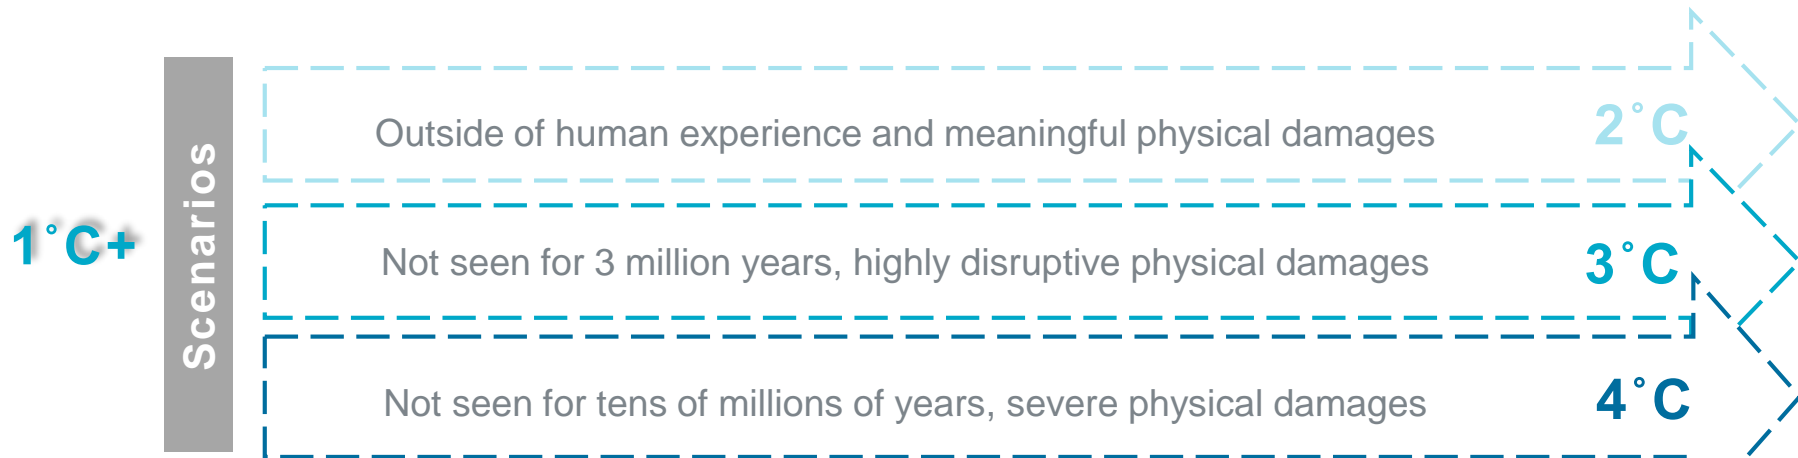 1˚C+
Scenarios
Outside of human experience and meaningful physical damages
2˚C
Not seen for 3 million years, highly disruptive physical damages
3˚C
Not seen for tens of millions of years, severe physical damages
4˚C